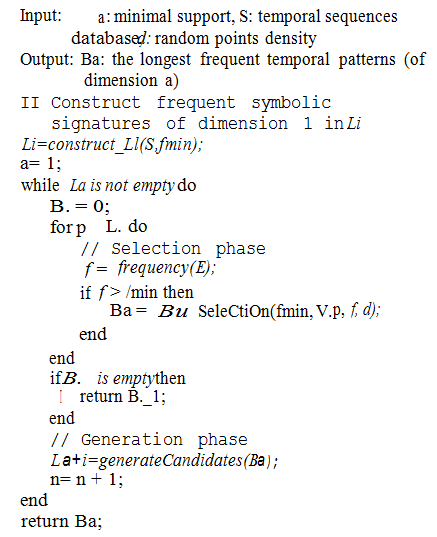 Input: a: minimal support, S: temporal sequences
database d: random points density
Output: Ba: the longest frequent temporal patterns (of
dimension a)
II Construct frequent symbolic
signatures of dimension 1 in Li
Li=construct_Ll(S,fmin);
a= 1;
while La is not empty do
B. = 0;
for p L. do
// Selection phase
f = frequency(E);
if f > /min then
Ba = Bu SeleCtiOn(fmin, V.p, f, d);
end
end
if B. is empty then
| return B._1;
end
// Generation phase
La+i=generateCandidates(Ba);
n= n + 1;
end
return Ba;